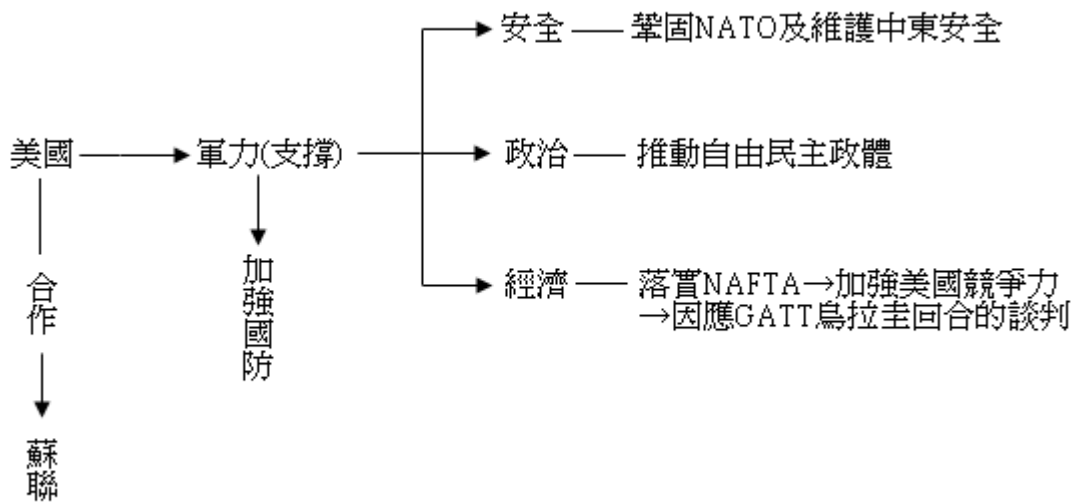 安全 鞏固NATO及維護中東安全
美國 軍力(支撐) 政治 推動自由民主政體
合作
加強國防
經濟 落實NAFTA→加強美國競爭力
→因應GATT烏拉圭回合的談判
蘇聯